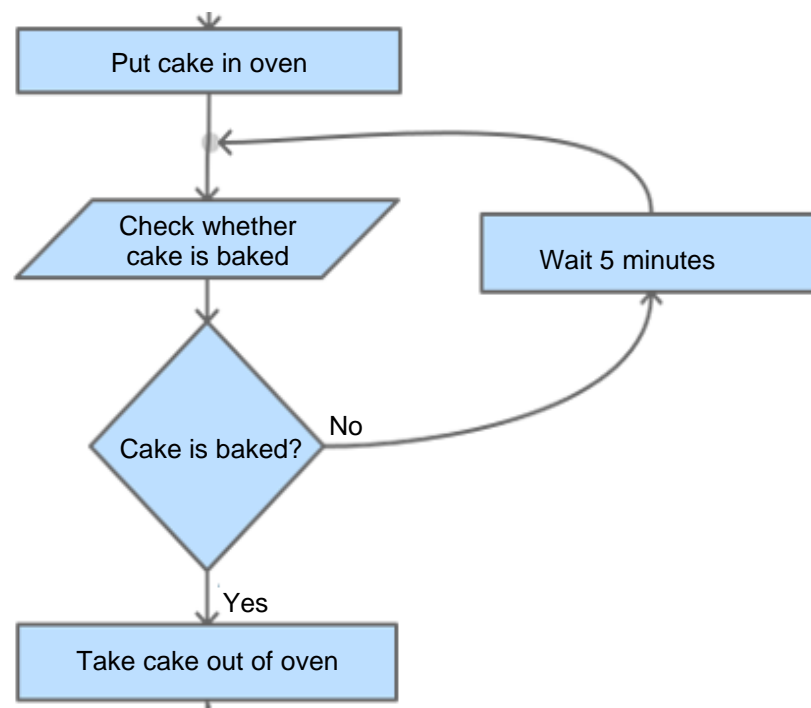 Put cake in oven
Check whether
cake is baked
Wait 5 minutes
Cake is baked?
No
Yes
Take cake out of oven